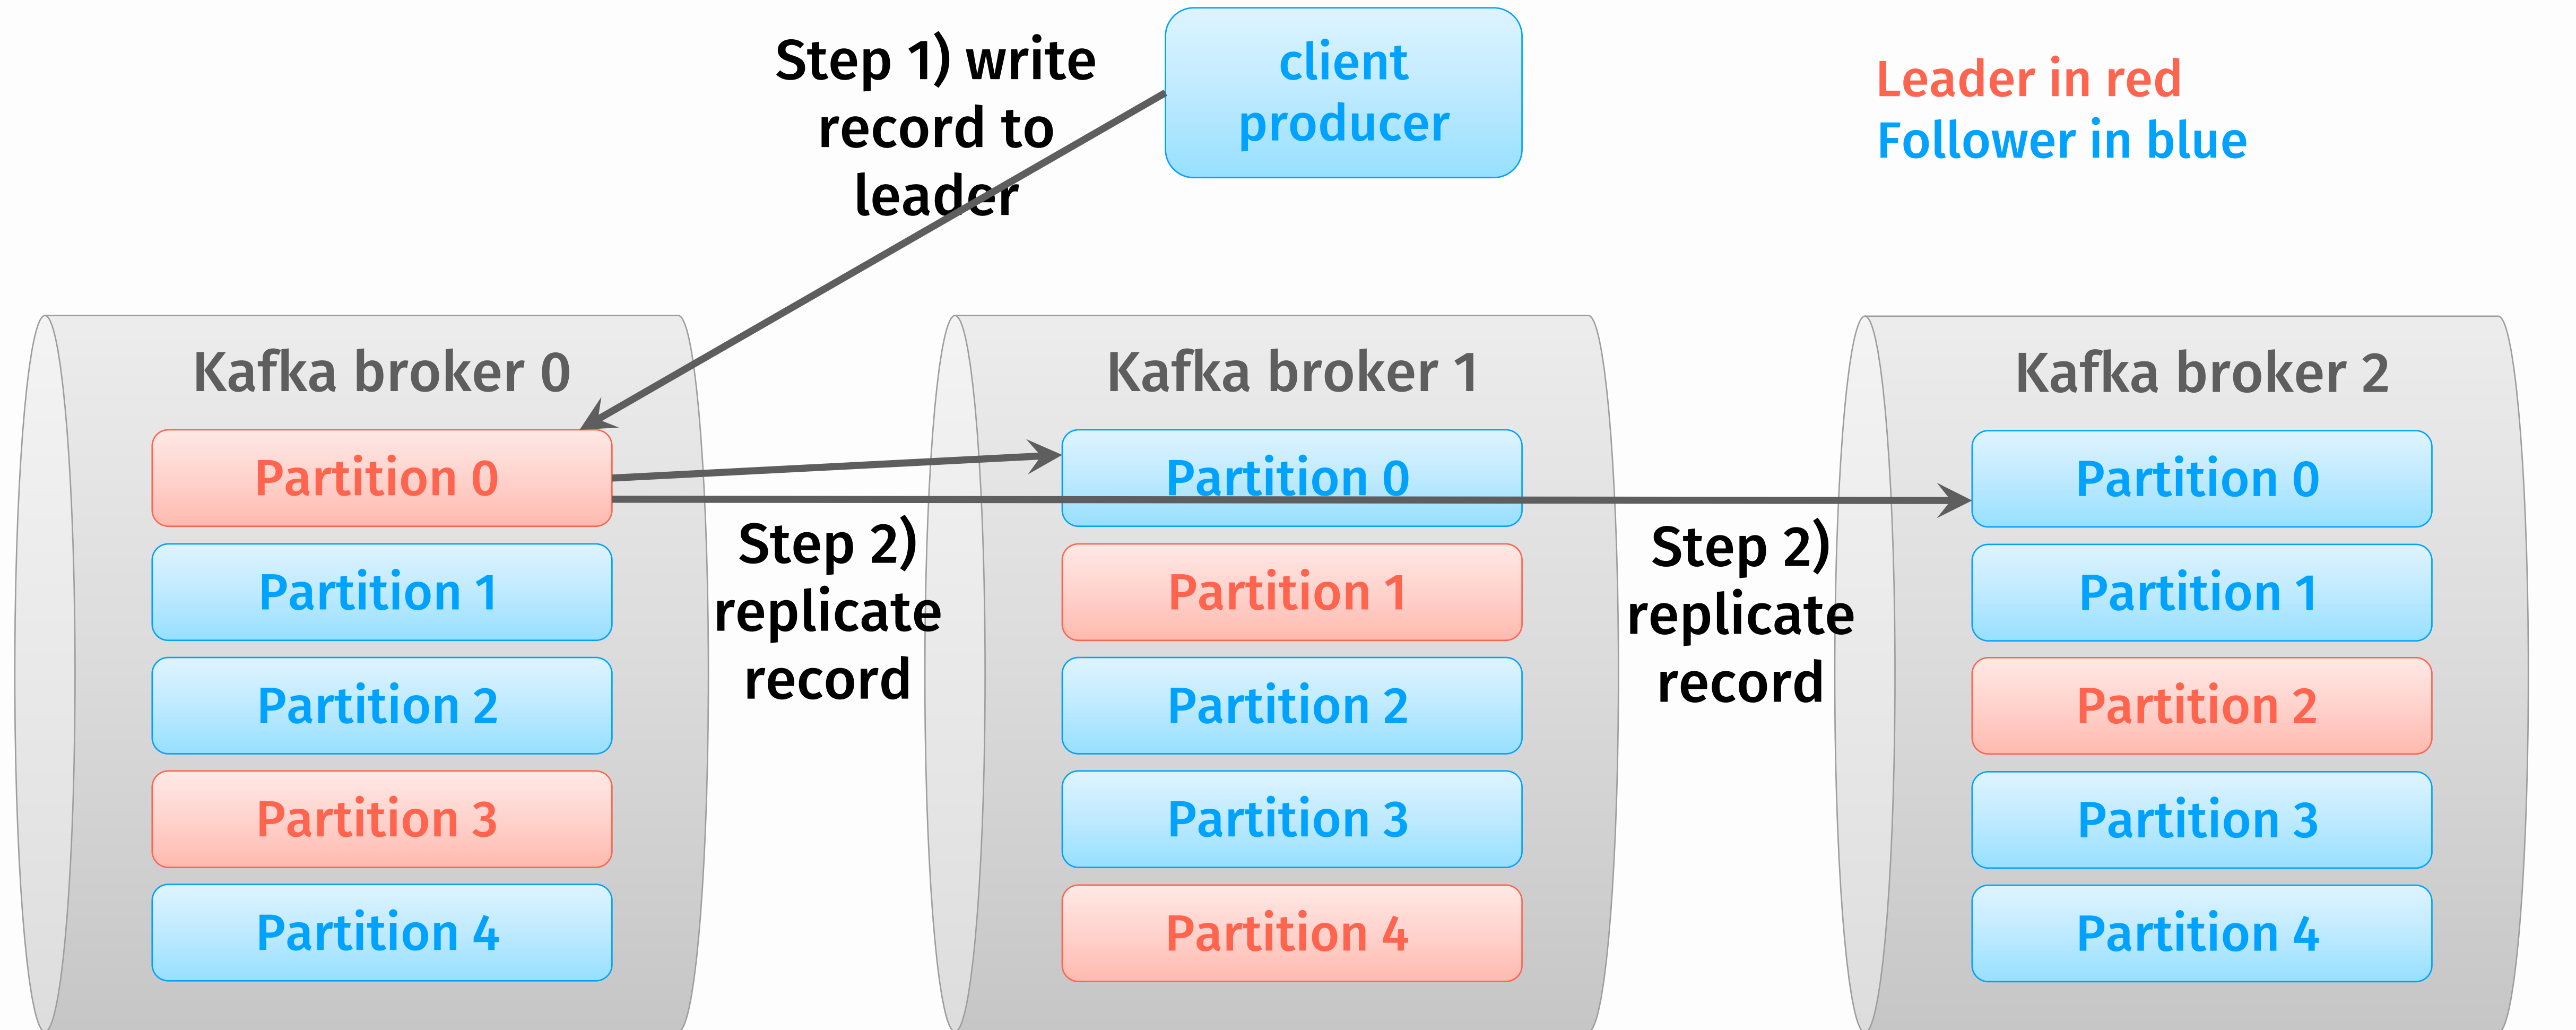 Step 1) write
record to
leader
client
producer
Leader in red
Follower in blue
Kafka broker 0
Partition 0
Partition 1
Partition 2
Partition 3
Partition 4
Step 2)
replicate
record
Kafka broker 1
Partition 0
Partition 1
Partition 2
Partition 3
Partition 4
Step 2)
replicate
record
Kafka broker 2
Partition 0
Partition 1
Partition 2
Partition 3
Partition 4